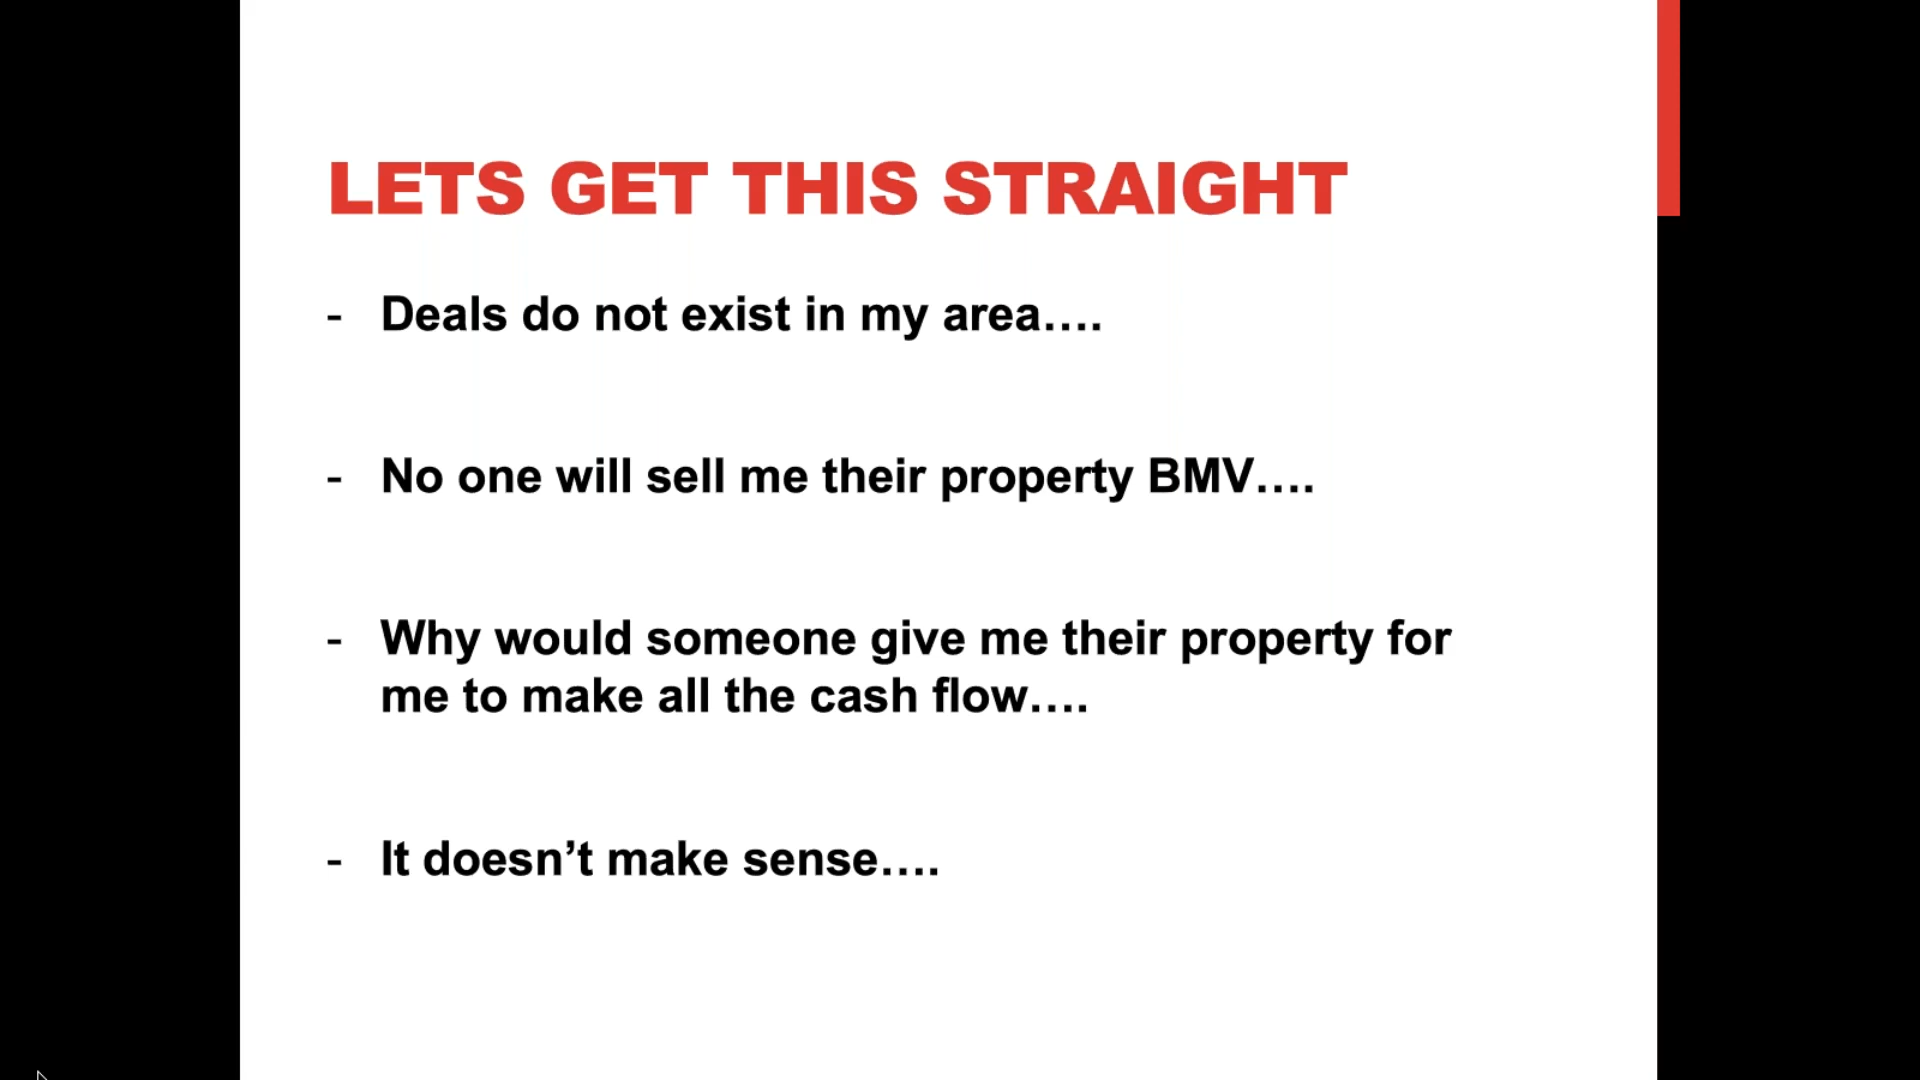 LETS GET THIS STRAIGHT
- Deals do not exist in my area….
- No one will sell me their property BMV….
- Why would someone give me their property for
me to make all the cash flow….
- It doesn’t make sense….